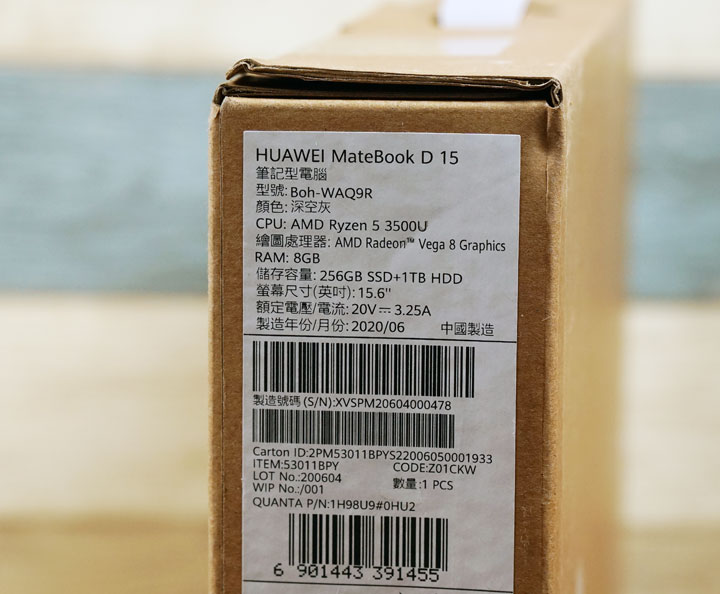 HUAWEI MateBook D 15
筆記型電腦
型號: Boh-WAQ9R
顏色: 深空灰
CPU: AMD Ryzen 5 3500U
繪圖處理器: AMD Radeon™ Vega 8 Graphics
RAM: 8GB
儲存容量: 256GB SSD+1TB HDD
螢幕尺寸(英吋): 15.6"
額定電壓/電流: 20V⎓3.25A
製造年份/月份: 2020/06 中國製造
製造號碼 (S/N):XVSPM20604000478
Carton ID:2PM53011BPYS22006050001933
ITEM:53011BPY CODE:Z01CKW
LOT No.:200604 數量:1 PCS
WIP No.:/001
QUANTA P/N:1H98U9#0HU2
6 901443 391455